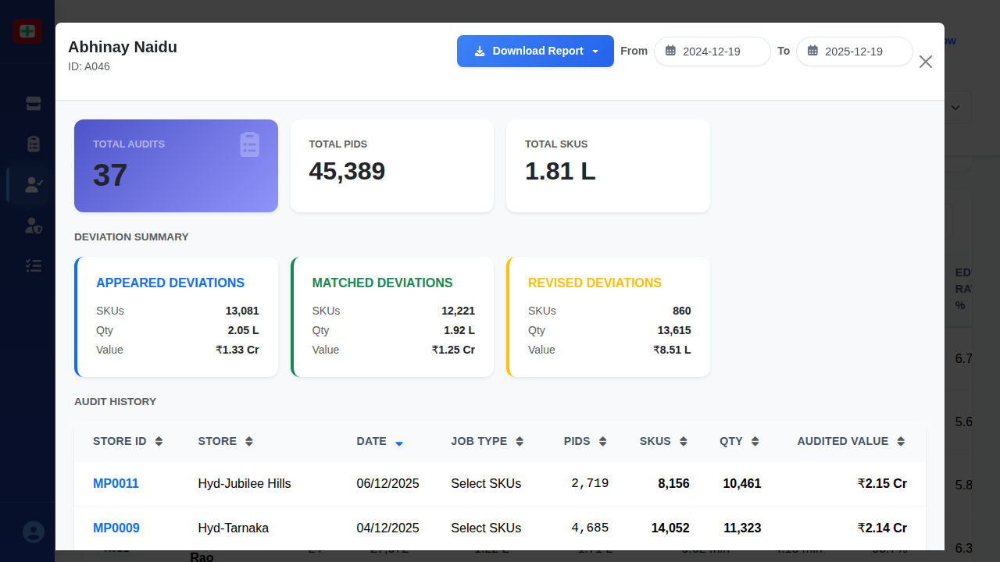 Abhinay Naidu
ID: A046
Download Report
From
2024-12-19
To
2025-12-19
TOTAL AUDITS
37
TOTAL PIDS
45,389
TOTAL SKUS
1.81 L
DEVIATION SUMMARY
APPEARED DEVIATIONS
SKUs 13,081
Qty 2.05 L
Value ₹1.33 Cr
MATCHED DEVIATIONS
SKUs 12,221
Qty 1.92 L
Value ₹1.25 Cr
REVISED DEVIATIONS
SKUs 860
Qty 13,615
Value ₹8.51 L
AUDIT HISTORY
STORE ID STORE DATE JOB TYPE PIDS SKUS QTY AUDITED VALUE
MP0011 Hyd-Jubilee Hills 06/12/2025 Select SKUs 2,719 8,156 10,461 ₹2.15 Cr
MP0009 Hyd-Tarnaka 04/12/2025 Select SKUs 4,685 14,052 11,323 ₹2.14 Cr
Rao
%
6.7
5.6
5.8
6.3